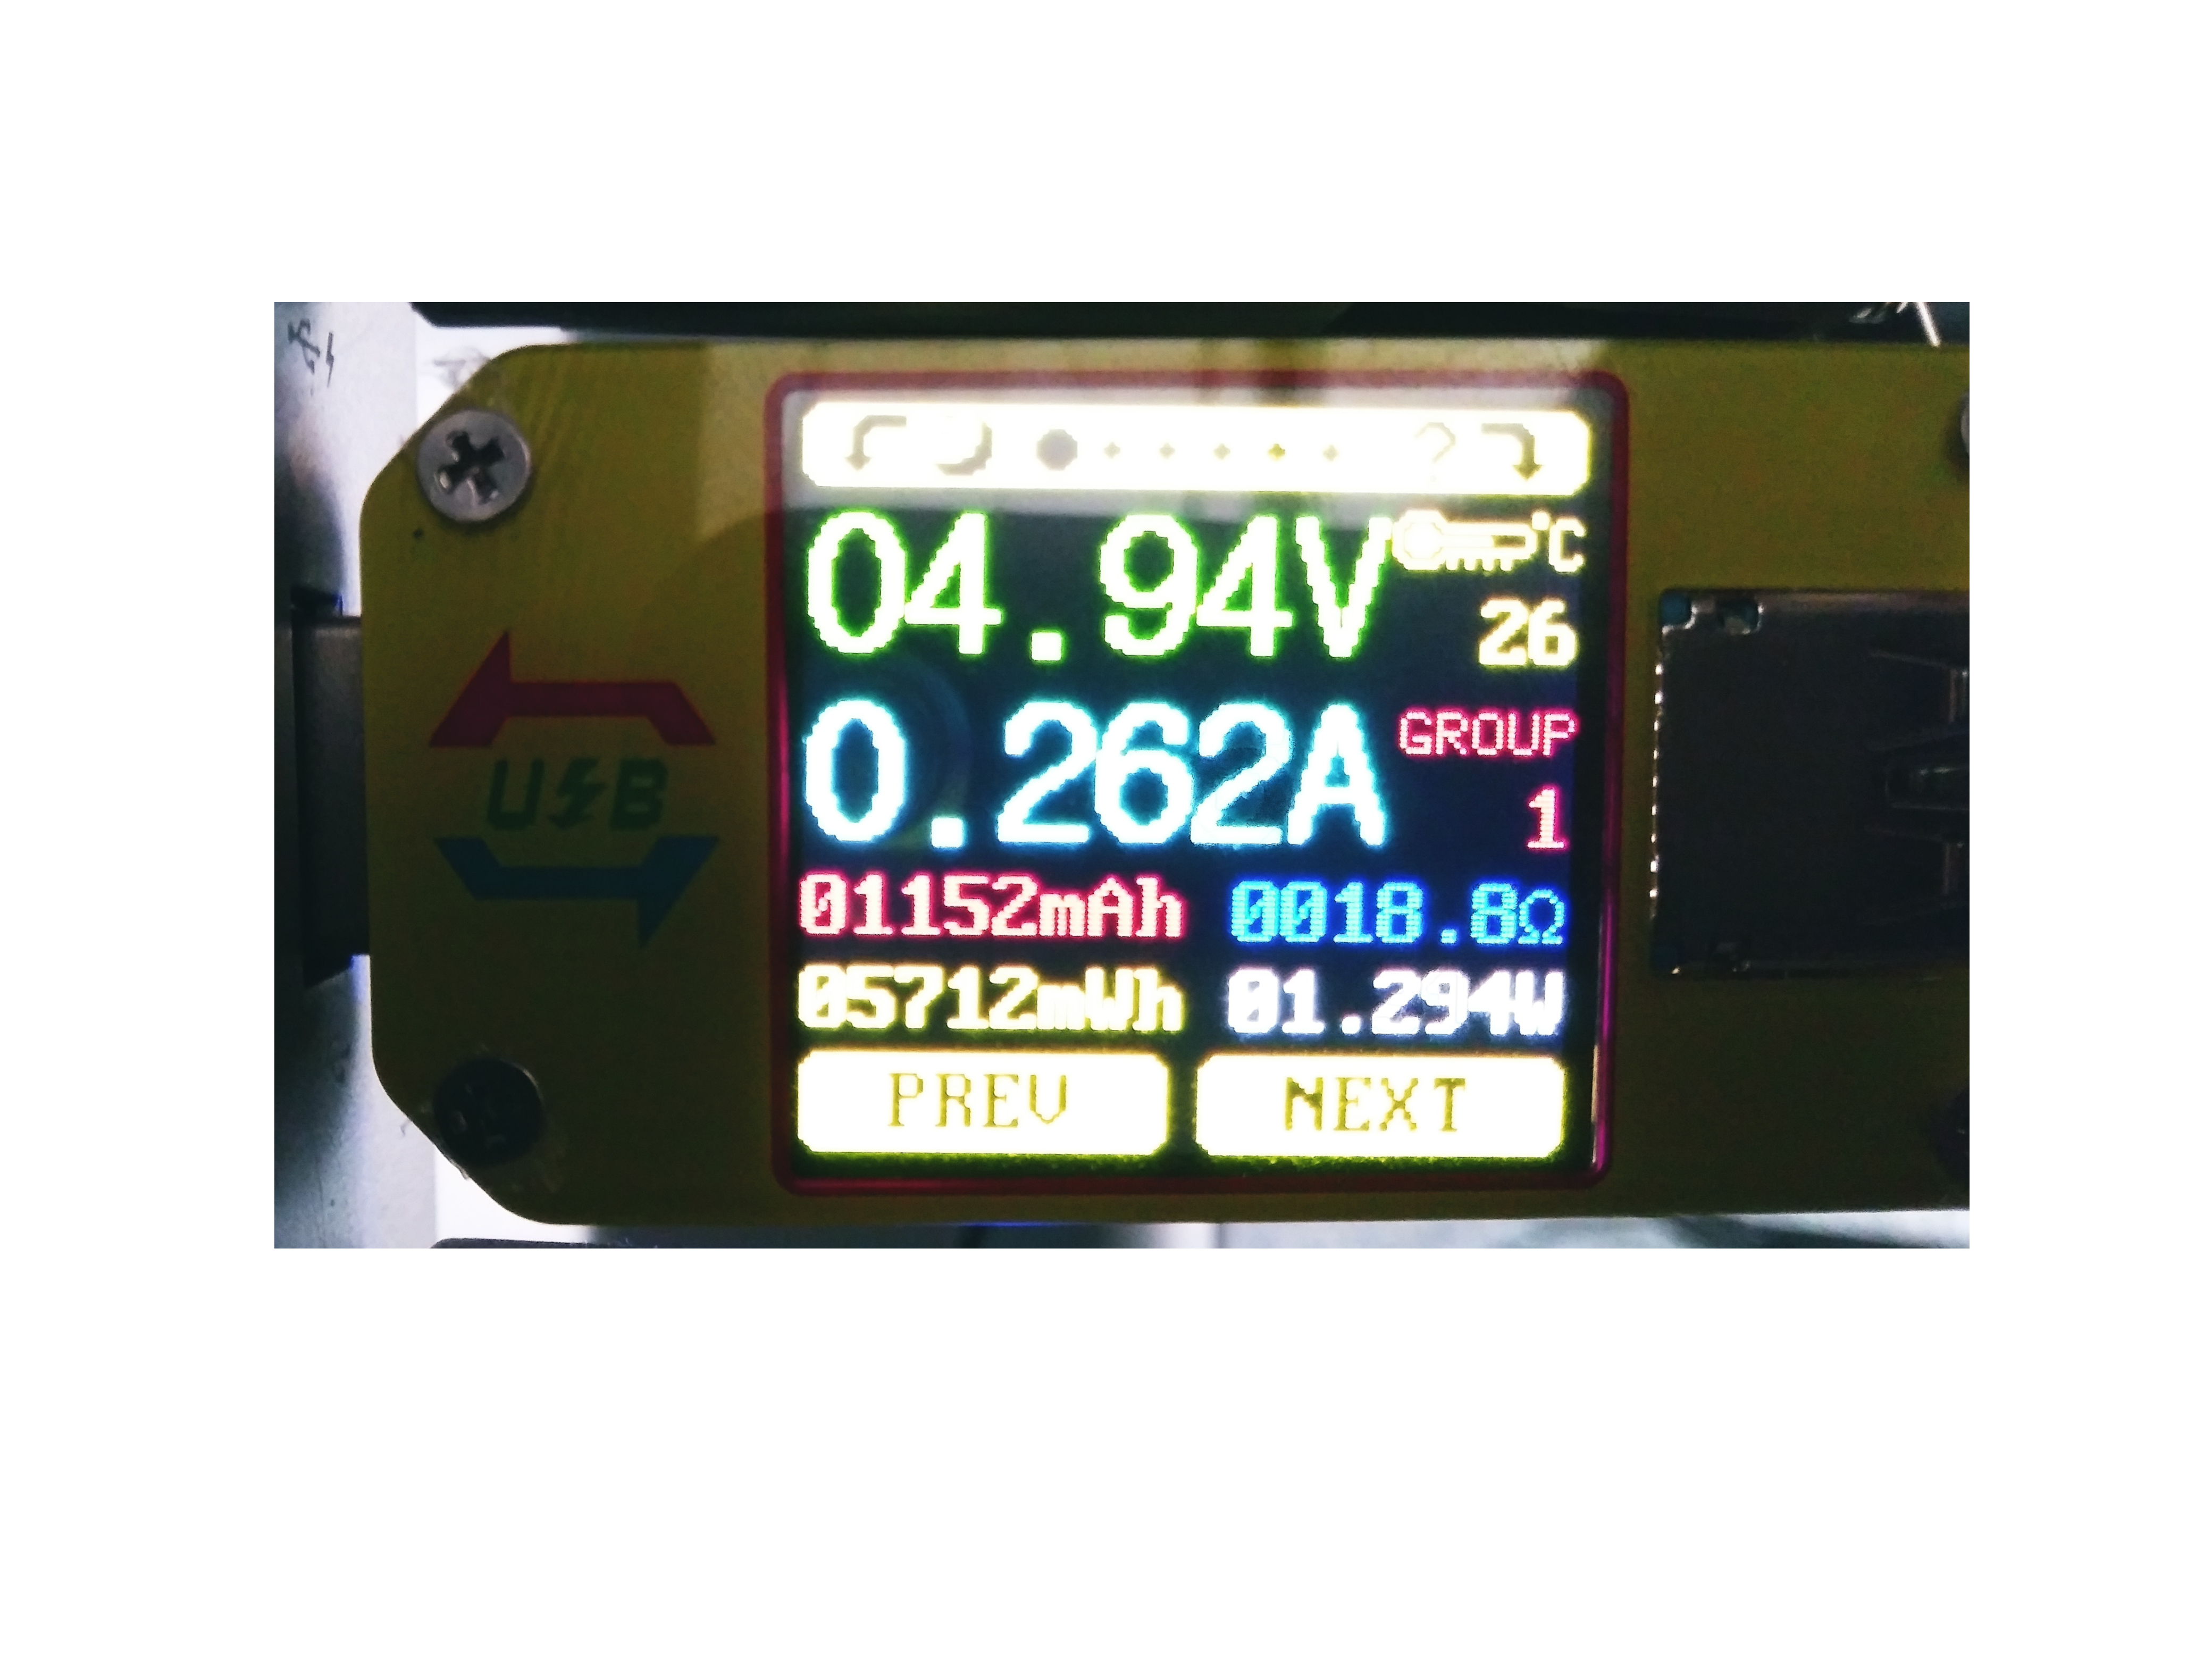 04.94V °C
26
0.262A GROUP
1
USB
01152mAh 0018.8Ω
05712mWh 01.294W
PREV NEXT